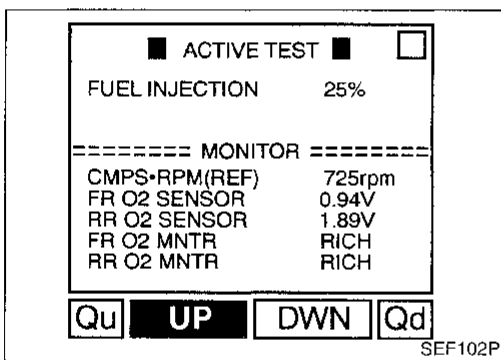 ■ ACTIVE TEST ■
FUEL INJECTION 25%
======== MONITOR ========
CMPS•RPM(REF) 725rpm
FR O2 SENSOR 0.94V
RR O2 SENSOR 1.89V
FR O2 MNTR RICH
RR O2 MNTR RICH
Qu UP DWN Qd
SEF102P